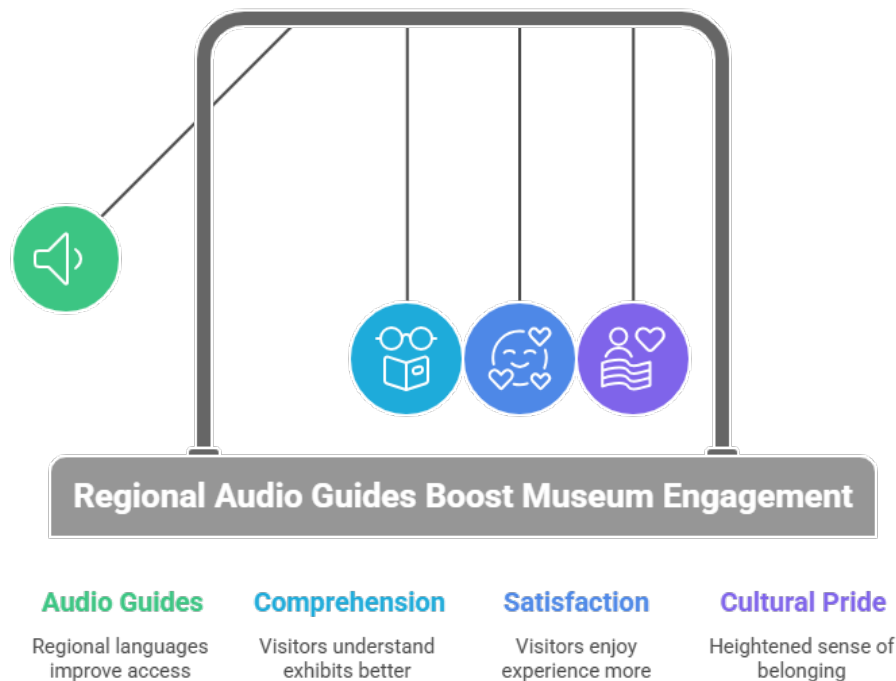 Regional Audio Guides Boost Museum Engagement
Audio Guides
Regional languages
improve access
Comprehension
Visitors understand
exhibits better
Satisfaction
Visitors enjoy
experience more
Cultural Pride
Heightened sense of
belonging